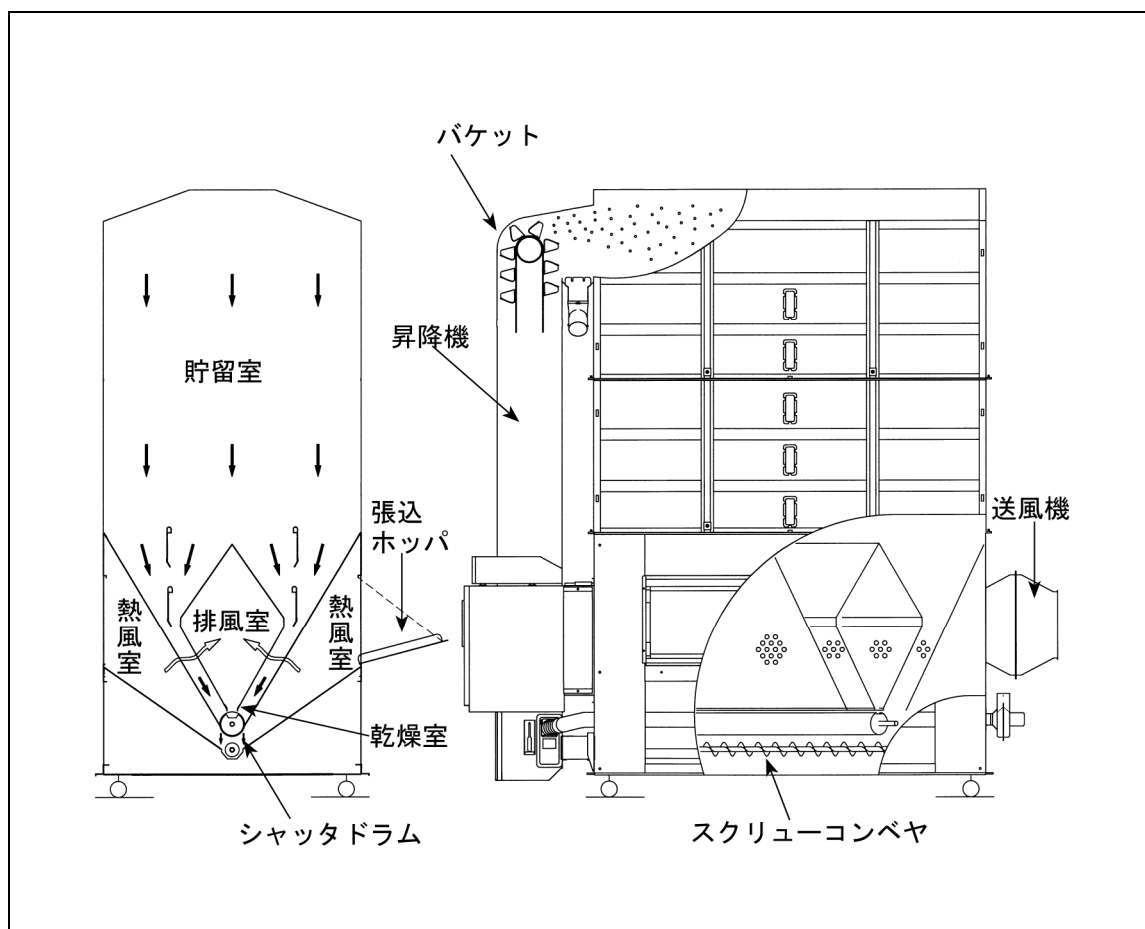 バケット
昇降機
貯留室
張込
ホッパ
送風機
熱風室
排風室
熱風室
乾燥室
シャッタドラム
スクリューコンベヤ